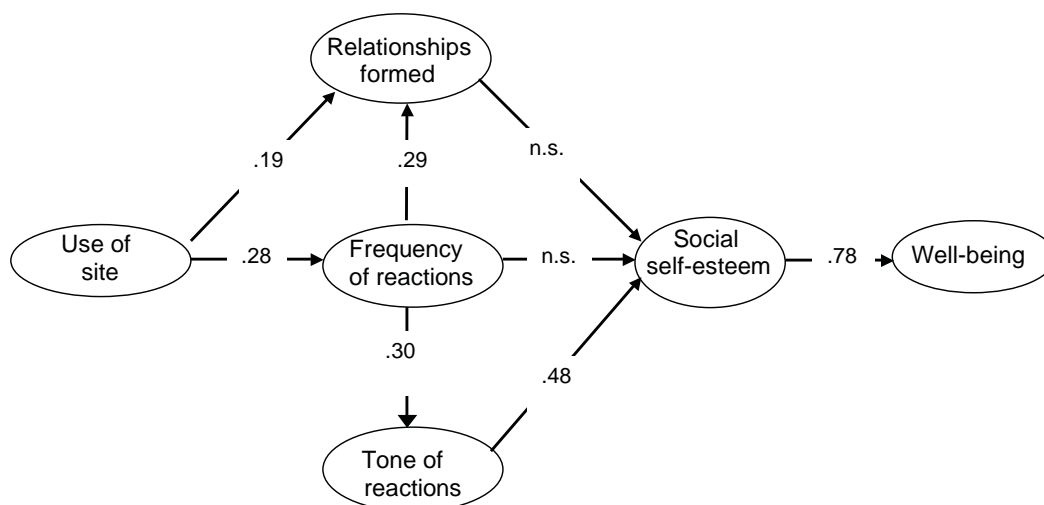 Relationships
formed
.19
.29
n.s.
Use of
site
.28
Frequency
of reactions
n.s.
Social
self-esteem
.78
Well-being
.30
.48
Tone of
reactions